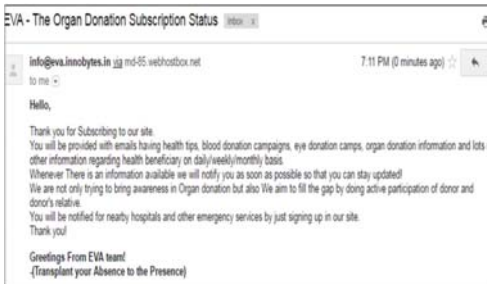 EVA - The Organ Donation Subscription Status Inbox x
info@eva.innobytes.in via md-85.webhostbox.net 7:11 PM (0 minutes ago)
to me
Hello,
Thank you for Subscribing to our site.
You will be provided with emails having health tips, blood donation campaigns, eye donation camps, organ donation information and lots
other information regarding health beneficiary on daily/weekly/monthly basis.
Whenever There is an information available we will notify you as soon as possible so that you can stay updated!
We are not only trying to bring awareness in Organ donation but also We aim to fill the gap by doing active participation of donor and
donor's relative.
You will be notified for nearby hospitals and other emergency services by just signing up in our site.
Thank you!
Greetings From EVA team!
-(Transplant your Absence to the Presence)